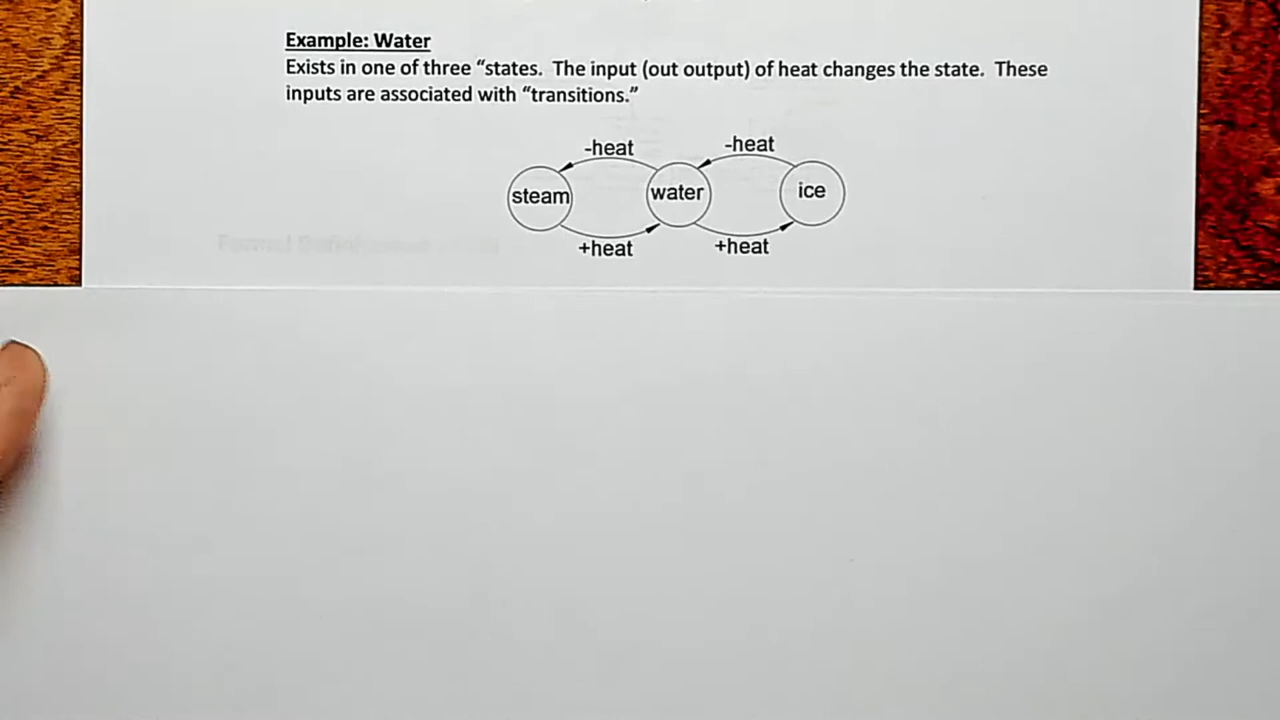 Example: Water
Exists in one of three “states. The input (out output) of heat changes the state. These
inputs are associated with “transitions.”
-heat -heat
steam water ice
+heat +heat